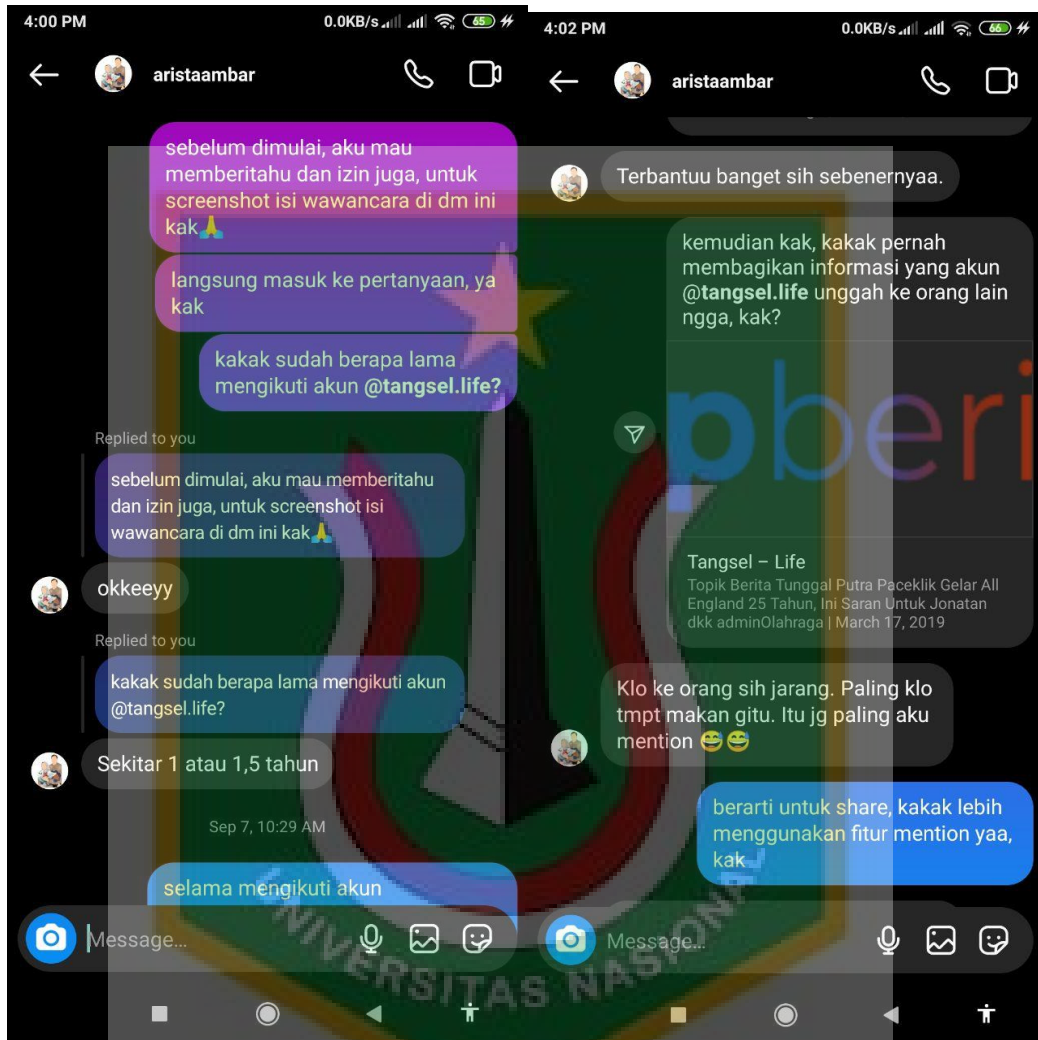 4:00 PM
0.0KB/s
65
aristaambar
sebelum dimulai, aku mau
memberitahu dan izin juga, untuk
screenshot isi wawancara di dm ini
kak🙏
langsung masuk ke pertanyaan, ya
kak
kakak sudah berapa lama
mengikuti akun @tangsel.life?
Replied to you
sebelum dimulai, aku mau memberitahu
dan izin juga, untuk screenshot isi
wawancara di dm ini kak🙏
okkeeyy
Replied to you
kakak sudah berapa lama mengikuti akun
@tangsel.life?
Sekitar 1 atau 1,5 tahun
Sep 7, 10:29 AM
selama mengikuti akun
Message...
4:02 PM
0.0KB/s
66
aristaambar
Terbantuu banget sih sebenernyaa.
kemudian kak, kakak pernah
membagikan informasi yang akun
@tangsel.life unggah ke orang lain
ngga, kak?
pberi
Tangsel – Life
Topik Berita Tunggal Putra Paceklik Gelar All
England 25 Tahun, Ini Saran Untuk Jonatan
dkk adminOlahraga | March 17, 2019
Klo ke orang sih jarang. Paling klo
tmpt makan gitu. Itu jg paling aku
mention 😅😅
berarti untuk share, kakak lebih
menggunakan fitur mention yaa,
kak
Message...
UNIVERSITAS NASIONAL